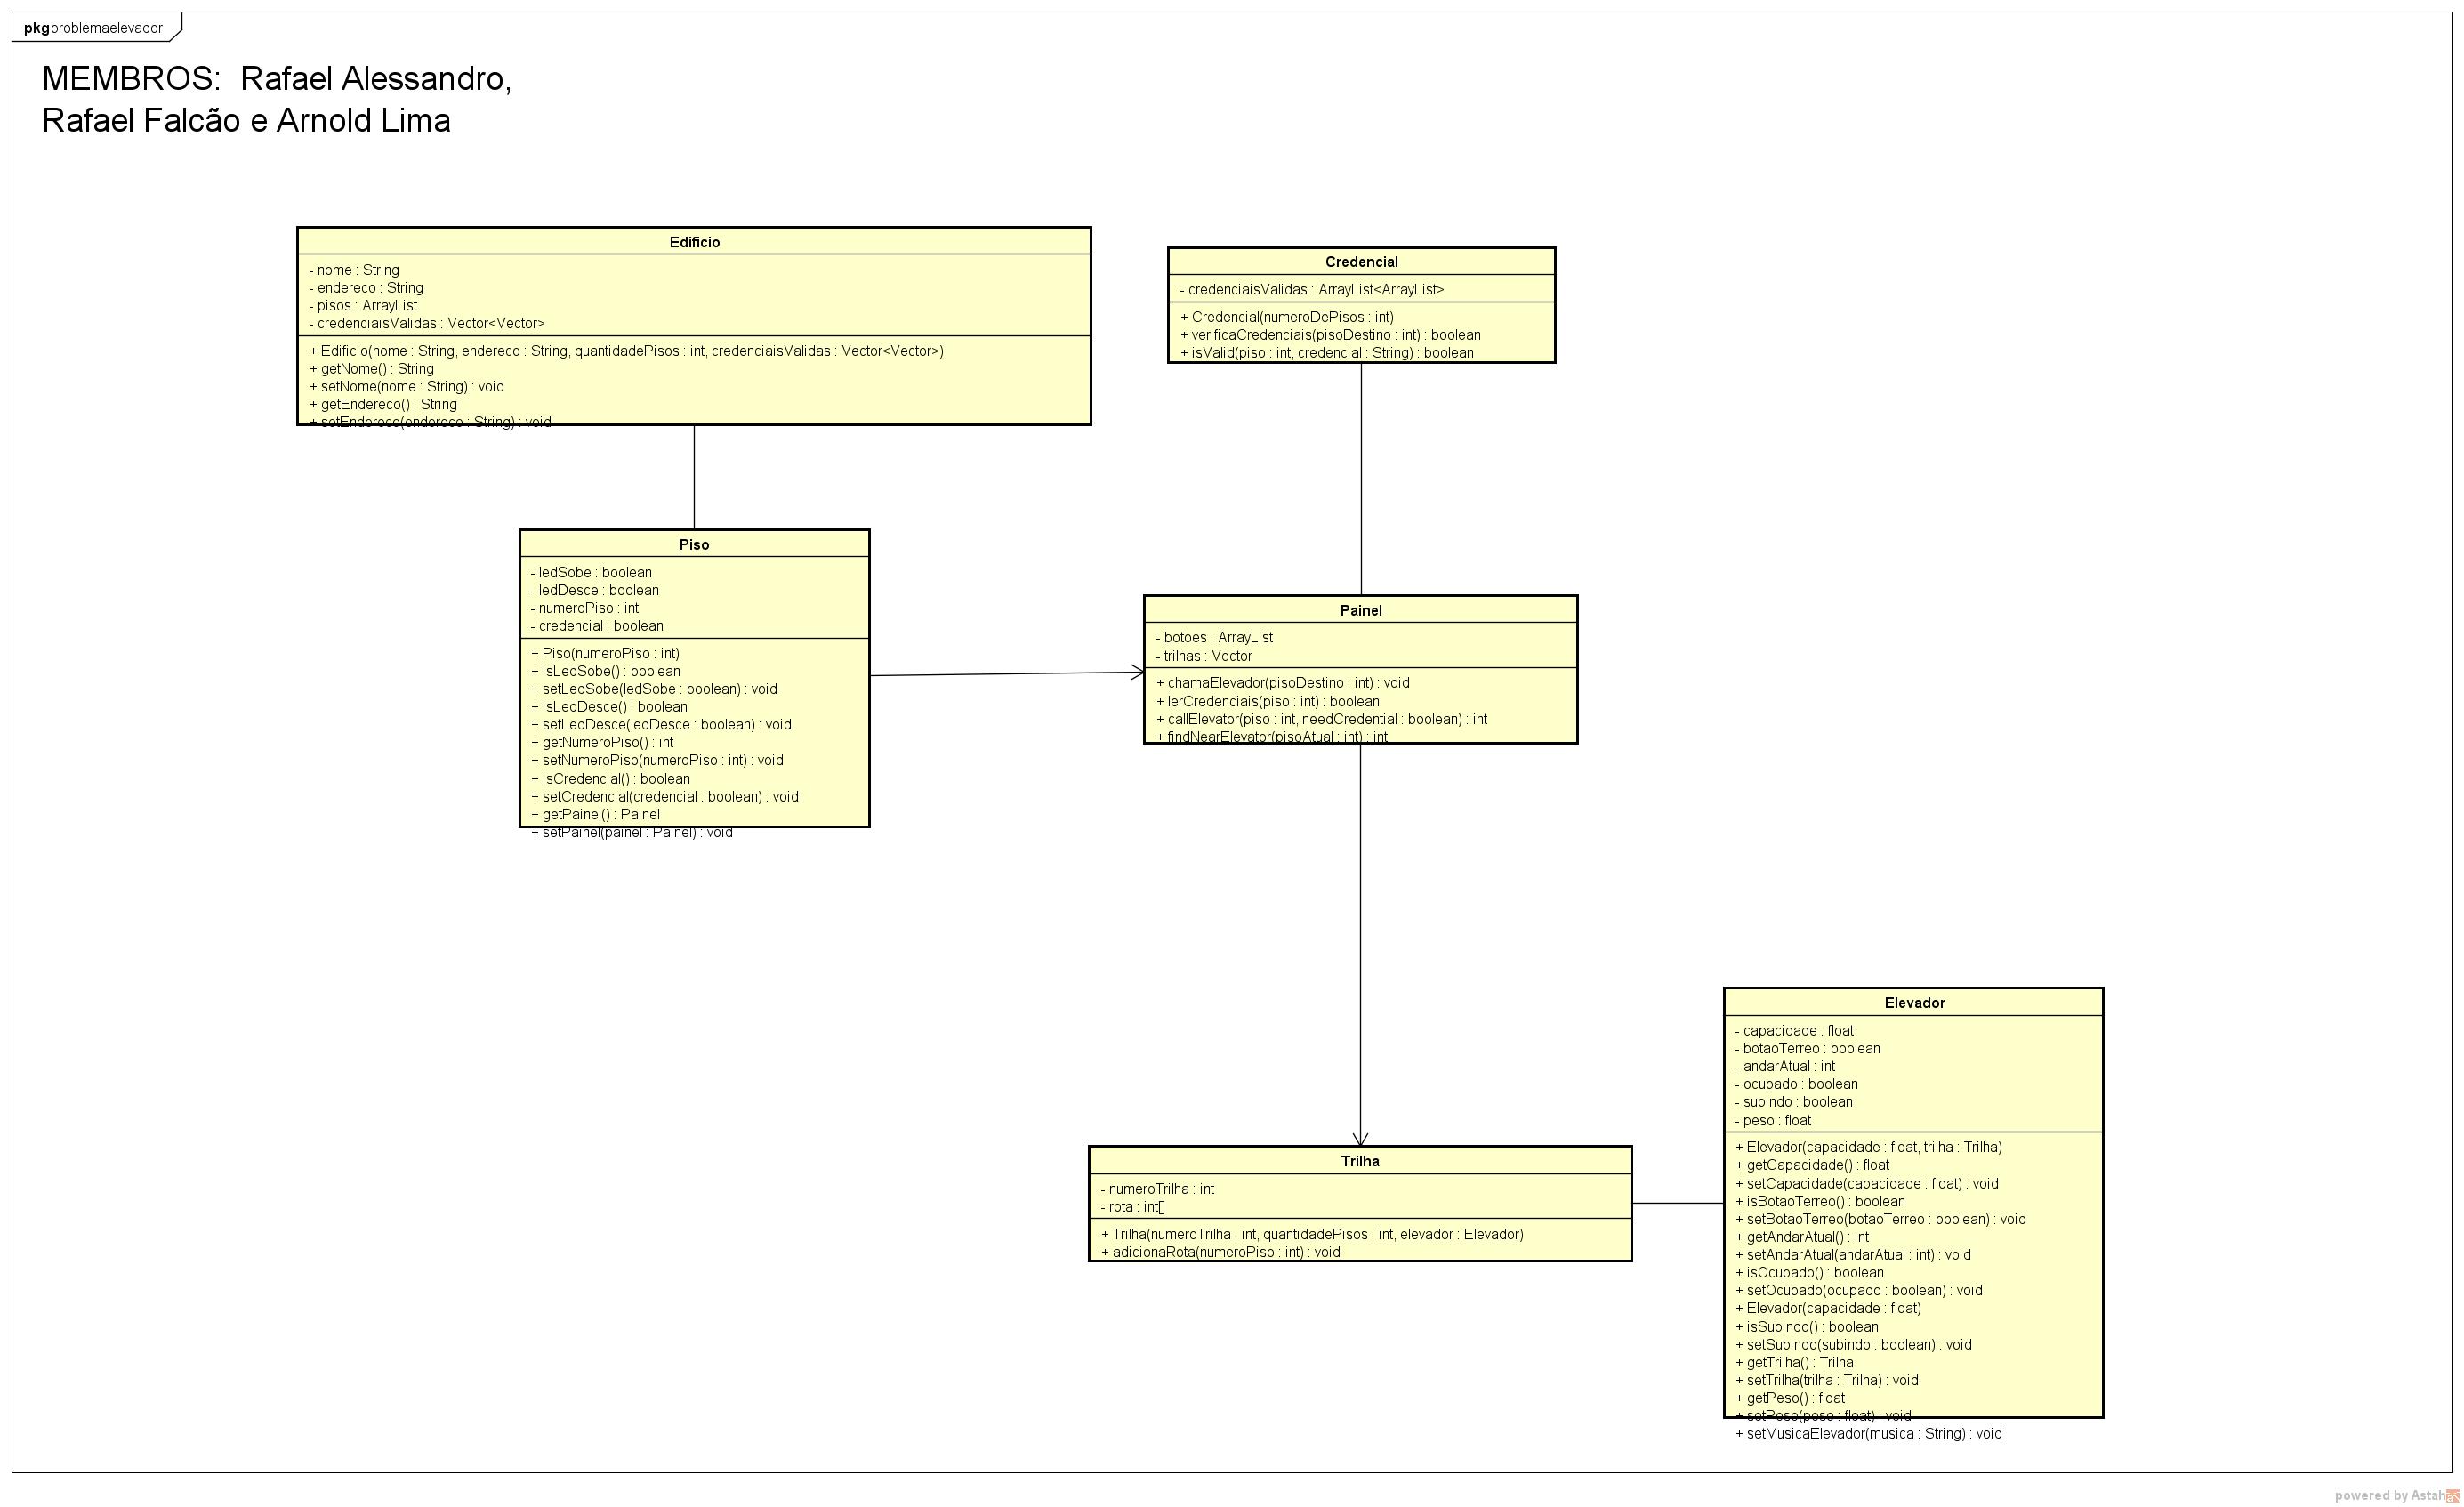 pkg problemaelevador
MEMBROS:  Rafael Alessandro,
Rafael Falcão e Arnold Lima
Edificio
- nome : String
- endereco : String
- pisos : ArrayList
- credenciaisValidas : Vector<Vector>
+ Edificio(nome : String, endereco : String, quantidadePisos : int, credenciaisValidas : Vector<Vector>)
+ getNome() : String
+ setNome(nome : String) : void
+ getEndereco() : String
+ setEndereco(endereco : String) : void
Credencial
- credenciaisValidas : ArrayList<ArrayList>
+ Credencial(numeroDePisos : int)
+ verificaCredenciais(pisoDestino : int) : boolean
+ isValid(piso : int, credencial : String) : boolean
Piso
- ledSobe : boolean
- ledDesce : boolean
- numeroPiso : int
- credencial : boolean
+ Piso(numeroPiso : int)
+ isLedSobe() : boolean
+ setLedSobe(ledSobe : boolean) : void
+ isLedDesce() : boolean
+ setLedDesce(ledDesce : boolean) : void
+ getNumeroPiso() : int
+ setNumeroPiso(numeroPiso : int) : void
+ isCredencial() : boolean
+ setCredencial(credencial : boolean) : void
+ getPainel() : Painel
+ setPainel(painel : Painel) : void
Painel
- botoes : ArrayList
- trilhas : Vector
+ chamaElevador(pisoDestino : int) : void
+ lerCredenciais(piso : int) : boolean
+ callElevator(piso : int, needCredential : boolean) : int
+ findNearElevator(pisoAtual : int) : int
Trilha
- numeroTrilha : int
- rota : int[]
+ Trilha(numeroTrilha : int, quantidadePisos : int, elevador : Elevador)
+ adicionaRota(numeroPiso : int) : void
Elevador
- capacidade : float
- botaoTerreo : boolean
- andarAtual : int
- ocupado : boolean
- subindo : boolean
- peso : float
+ Elevador(capacidade : float, trilha : Trilha)
+ getCapacidade() : float
+ setCapacidade(capacidade : float) : void
+ isBotaoTerreo() : boolean
+ setBotaoTerreo(botaoTerreo : boolean) : void
+ getAndarAtual() : int
+ setAndarAtual(andarAtual : int) : void
+ isOcupado() : boolean
+ setOcupado(ocupado : boolean) : void
+ Elevador(capacidade : float)
+ isSubindo() : boolean
+ setSubindo(subindo : boolean) : void
+ getTrilha() : Trilha
+ setTrilha(trilha : Trilha) : void
+ getPeso() : float
+ setPeso(peso : float) : void
+ setMusicaElevador(musica : String) : void
powered by Astah